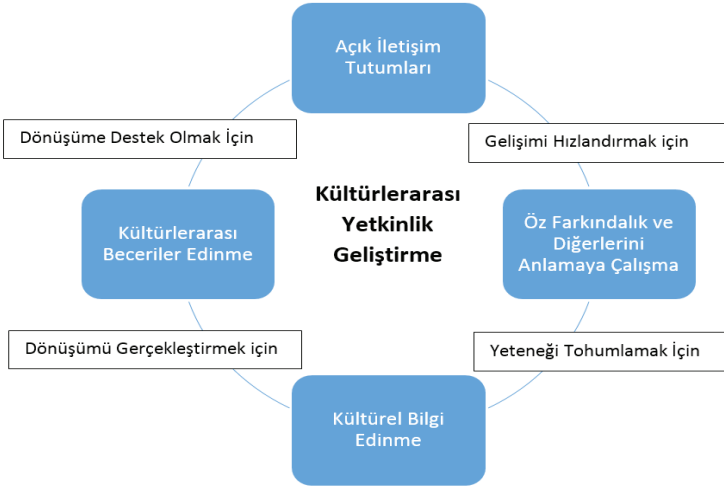 Açık İletişim
Tutumları
Dönüşüme Destek Olmak İçin
Gelişimi Hızlandırmak için
Kültürlerarası
Yetkinlik
Geliştirme
Kültürlerarası
Beceriler Edinme
Öz Farkındalık ve
Diğerlerini
Anlamaya Çalışma
Dönüşümü Gerçekleştirmek için
Yeteneği Tohumlamak İçin
Kültürel Bilgi
Edinme